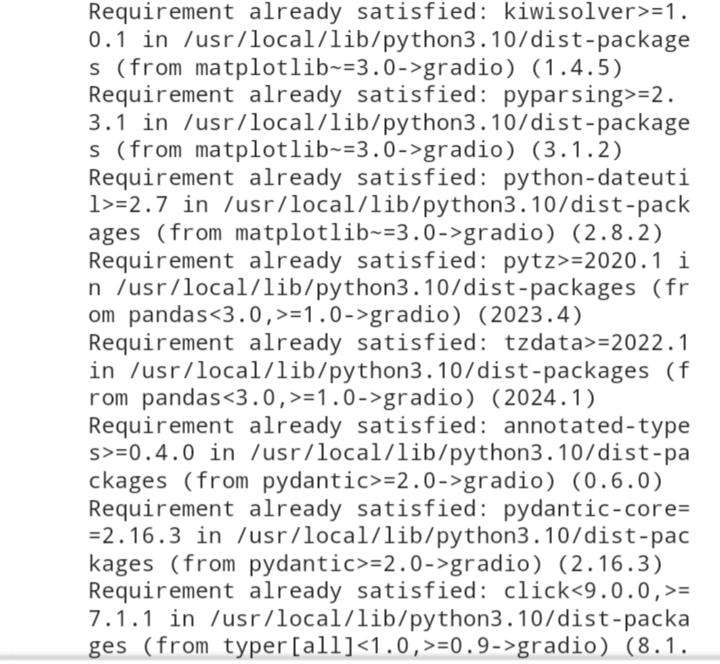 Requirement already satisfied: kiwisolver>=1.
0.1 in /usr/local/lib/python3.10/dist-package
s (from matplotlib~=3.0->gradio) (1.4.5)
Requirement already satisfied: pyparsing>=2.
3.1 in /usr/local/lib/python3.10/dist-package
s (from matplotlib~=3.0->gradio) (3.1.2)
Requirement already satisfied: python-dateuti
l>=2.7 in /usr/local/lib/python3.10/dist-pack
ages (from matplotlib~=3.0->gradio) (2.8.2)
Requirement already satisfied: pytz>=2020.1 i
n /usr/local/lib/python3.10/dist-packages (fr
om pandas<3.0,>=1.0->gradio) (2023.4)
Requirement already satisfied: tzdata>=2022.1
in /usr/local/lib/python3.10/dist-packages (f
rom pandas<3.0,>=1.0->gradio) (2024.1)
Requirement already satisfied: annotated-type
s>=0.4.0 in /usr/local/lib/python3.10/dist-pa
ckages (from pydantic>=2.0->gradio) (0.6.0)
Requirement already satisfied: pydantic-core=
=2.16.3 in /usr/local/lib/python3.10/dist-pac
kages (from pydantic>=2.0->gradio) (2.16.3)
Requirement already satisfied: click<9.0.0,>=
7.1.1 in /usr/local/lib/python3.10/dist-packa
ges (from typer[all]<1.0,>=0.9->gradio) (8.1.